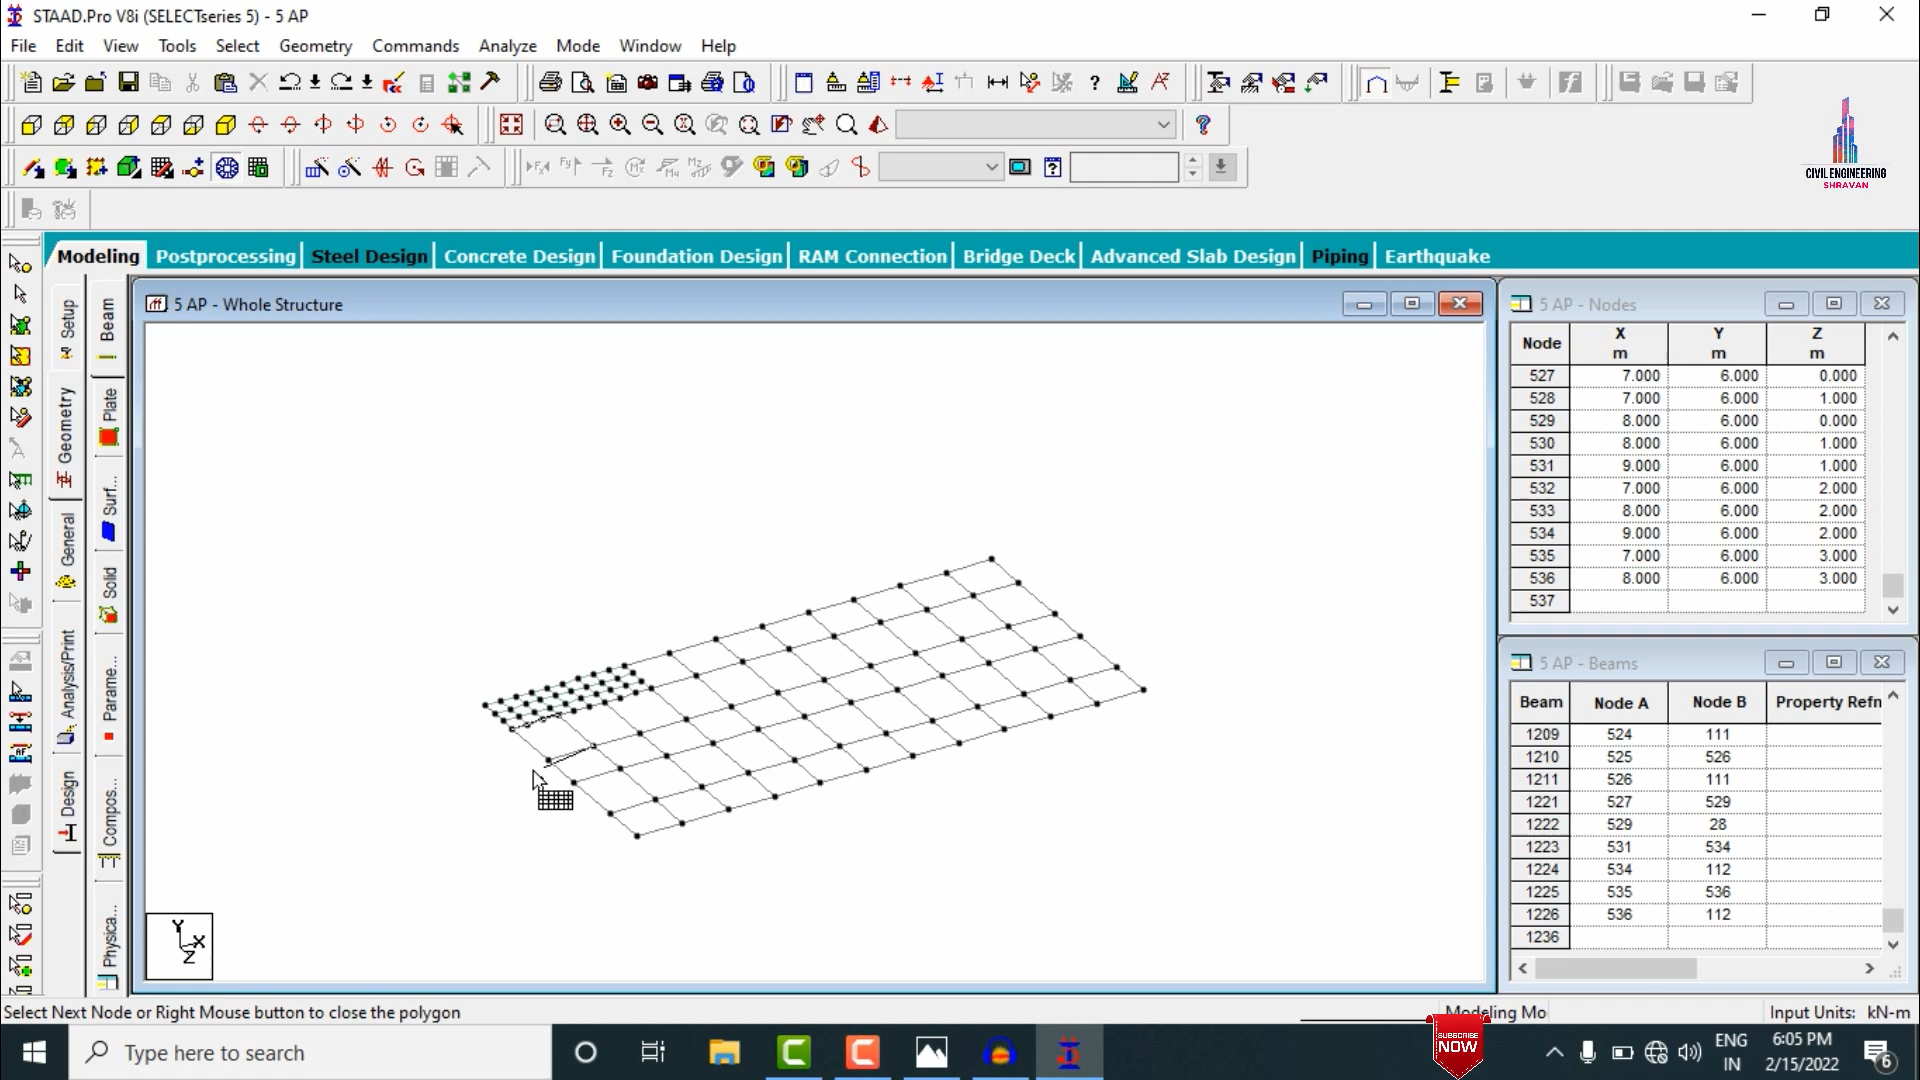 STAAD.Pro V8i (SELECTseries 5) - 5 AP
File Edit View Tools Select Geometry Commands Analyze Mode Window Help
CIVIL ENGINEERING
SHRAVAN
Modeling Postprocessing Steel Design Concrete Design Foundation Design RAM Connection Bridge Deck Advanced Slab Design Piping Earthquake
Setup
Geometry
General
Analysis/Print
Design
Beam
Plate
Surf...
Solid
Parame...
Compos...
Physica...
5 AP - Whole Structure
Y
X
Z
5 AP - Nodes
Node X m Y m Z m
527 7.000 6.000 0.000
528 7.000 6.000 1.000
529 8.000 6.000 0.000
530 8.000 6.000 1.000
531 9.000 6.000 1.000
532 7.000 6.000 2.000
533 8.000 6.000 2.000
534 9.000 6.000 2.000
535 7.000 6.000 3.000
536 8.000 6.000 3.000
537
5 AP - Beams
Beam Node A Node B Property Refn
1209 524 111
1210 525 526
1211 526 111
1221 527 529
1222 529 28
1223 531 534
1224 534 112
1225 535 536
1226 536 112
1236
Select Next Node or Right Mouse button to close the polygon
Modeling Mo
Input Units: kN-m
Type here to search
SUBSCRIBE
NOW
ENG
IN
6:05 PM
2/15/2022
6